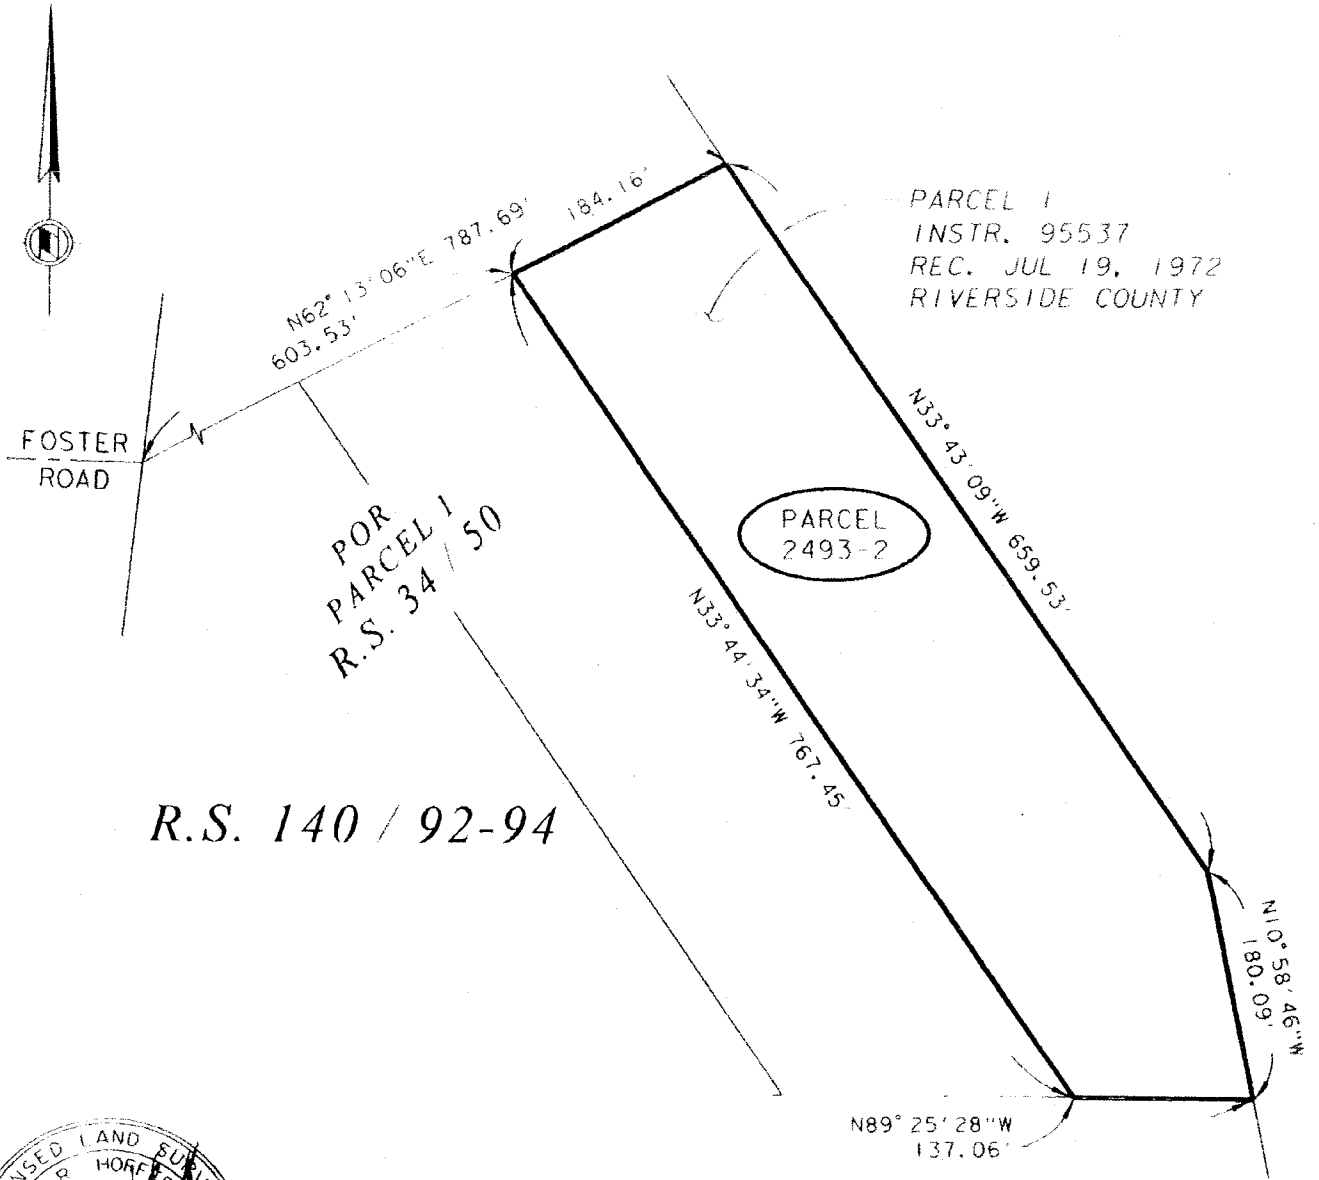 PARCEL 1
INSTR. 95537
REC. JUL 19, 1972
RIVERSIDE COUNTY
184.16'
N62° 13' 06"E 787.69'
603.53'
FOSTER
ROAD
N33° 43' 09"W 659.53'
PARCEL
2493-2
POR
PARCEL 1
R.S. 34 / 50
N33° 44' 34"W 767.45'
R.S. 140 / 92-94
N10° 58' 46"W
180.09'
N89° 25' 28"W
137.06'
LAND